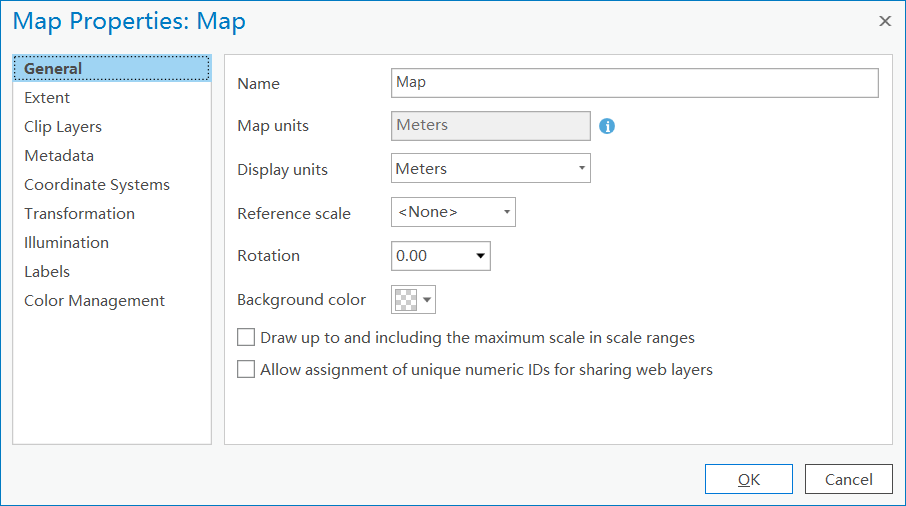 Map Properties: Map
General
Extent
Clip Layers
Metadata
Coordinate Systems
Transformation
Illumination
Labels
Color Management
Name
Map
Map units
Meters
Display units
Meters
Reference scale
<None>
Rotation
0.00
Background color
Draw up to and including the maximum scale in scale ranges
Allow assignment of unique numeric IDs for sharing web layers
OK
Cancel